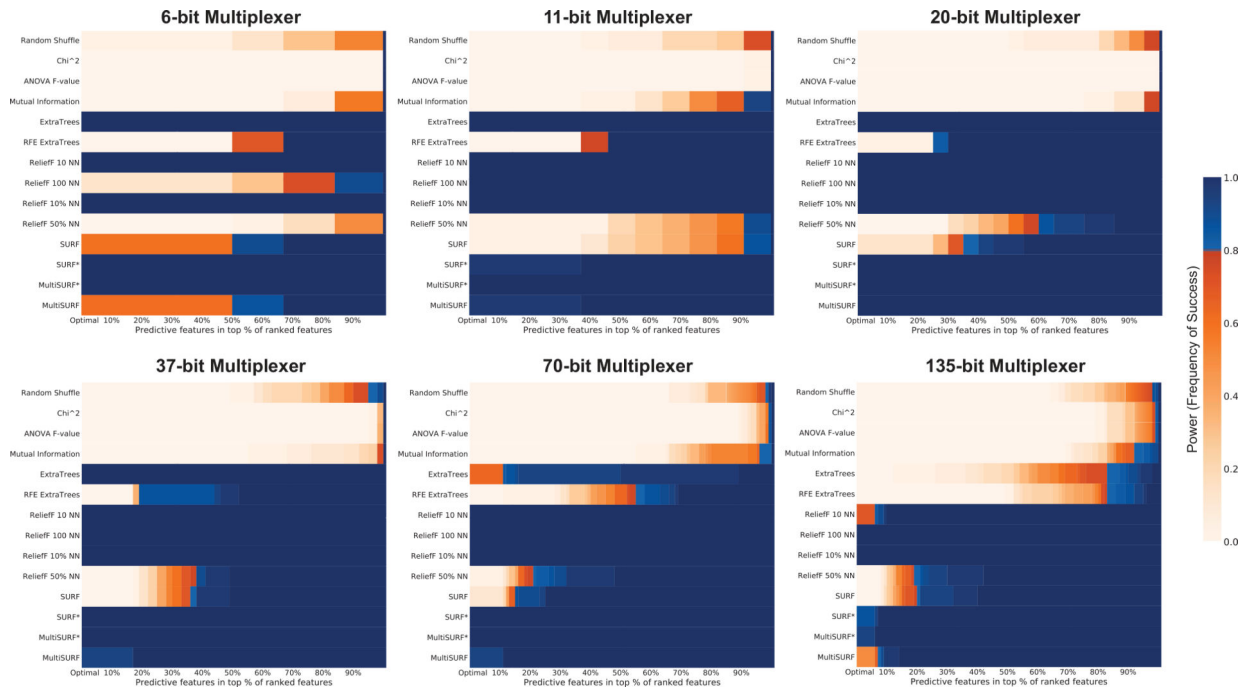 6-bit Multiplexer
Random Shuffle
Chi^2
ANOVA F-value
Mutual Information
ExtraTrees
RFE ExtraTrees
ReliefF 10 NN
ReliefF 100 NN
ReliefF 10% NN
ReliefF 50% NN
SURF
SURF*
MultiSURF*
MultiSURF
Optimal 10% 20% 30% 40% 50% 60% 70% 80% 90%
Predictive features in top % of ranked features
11-bit Multiplexer
Random Shuffle
Chi^2
ANOVA F-value
Mutual Information
ExtraTrees
RFE ExtraTrees
ReliefF 10 NN
ReliefF 100 NN
ReliefF 10% NN
ReliefF 50% NN
SURF
SURF*
MultiSURF*
MultiSURF
Optimal 10% 20% 30% 40% 50% 60% 70% 80% 90%
Predictive features in top % of ranked features
20-bit Multiplexer
Random Shuffle
Chi^2
ANOVA F-value
Mutual Information
ExtraTrees
RFE ExtraTrees
ReliefF 10 NN
ReliefF 100 NN
ReliefF 10% NN
ReliefF 50% NN
SURF
SURF*
MultiSURF*
MultiSURF
Optimal 10% 20% 30% 40% 50% 60% 70% 80% 90%
Predictive features in top % of ranked features
37-bit Multiplexer
Random Shuffle
Chi^2
ANOVA F-value
Mutual Information
ExtraTrees
RFE ExtraTrees
ReliefF 10 NN
ReliefF 100 NN
ReliefF 10% NN
ReliefF 50% NN
SURF
SURF*
MultiSURF*
MultiSURF
Optimal 10% 20% 30% 40% 50% 60% 70% 80% 90%
Predictive features in top % of ranked features
70-bit Multiplexer
Random Shuffle
Chi^2
ANOVA F-value
Mutual Information
ExtraTrees
RFE ExtraTrees
ReliefF 10 NN
ReliefF 100 NN
ReliefF 10% NN
ReliefF 50% NN
SURF
SURF*
MultiSURF*
MultiSURF
Optimal 10% 20% 30% 40% 50% 60% 70% 80% 90%
Predictive features in top % of ranked features
135-bit Multiplexer
Random Shuffle
Chi^2
ANOVA F-value
Mutual Information
ExtraTrees
RFE ExtraTrees
ReliefF 10 NN
ReliefF 100 NN
ReliefF 10% NN
ReliefF 50% NN
SURF
SURF*
MultiSURF*
MultiSURF
Optimal 10% 20% 30% 40% 50% 60% 70% 80% 90%
Predictive features in top % of ranked features
Power (Frequency of Success)
1.0
0.8
0.6
0.4
0.2
0.0